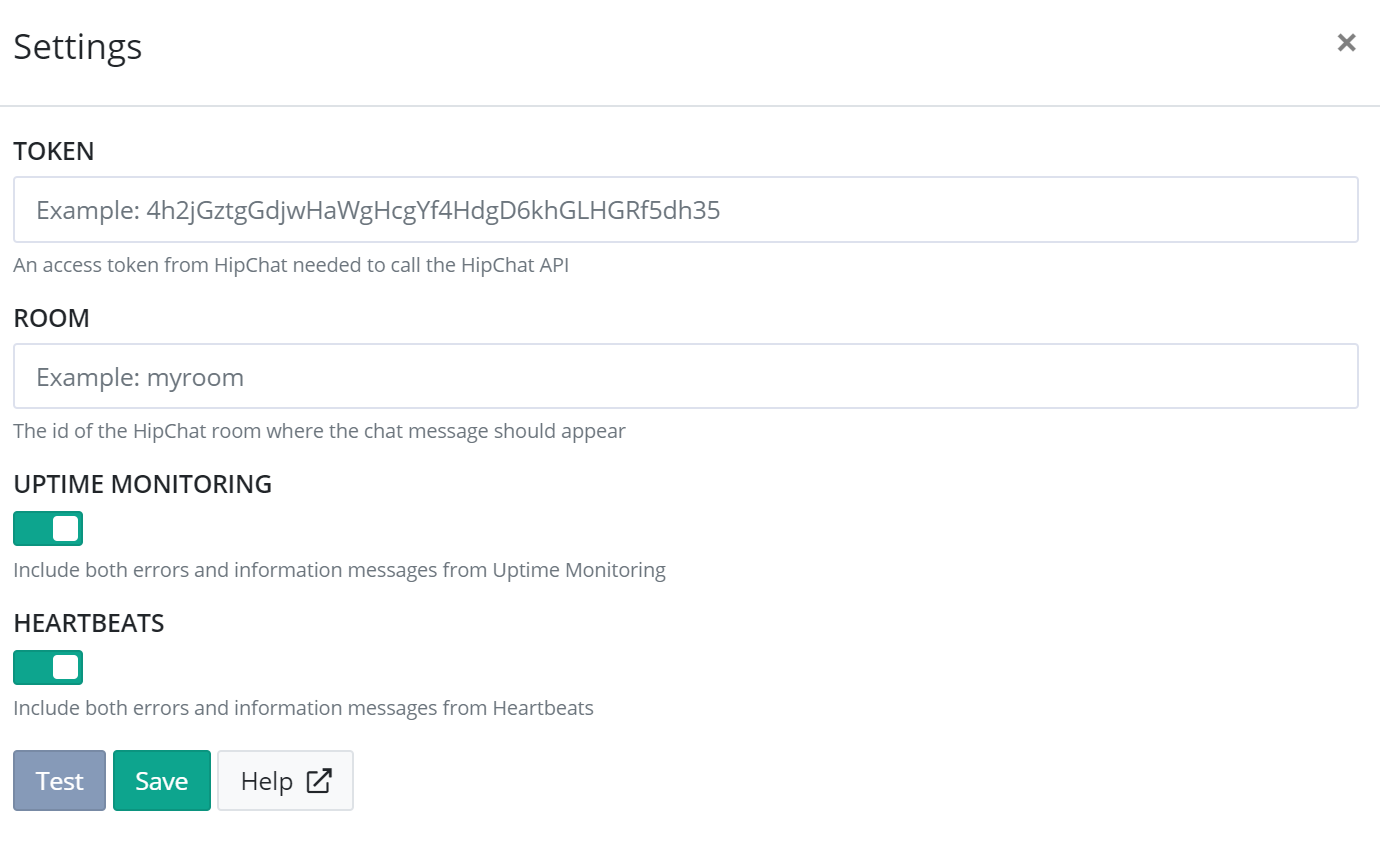 Settings
TOKEN
Example: 4h2jGztgGdjwHaWgHcgYf4HdgD6khGLHGRf5dh35
An access token from HipChat needed to call the HipChat API
ROOM
Example: myroom
The id of the HipChat room where the chat message should appear
UPTIME MONITORING
Include both errors and information messages from Uptime Monitoring
HEARTBEATS
Include both errors and information messages from Heartbeats
Test Save Help